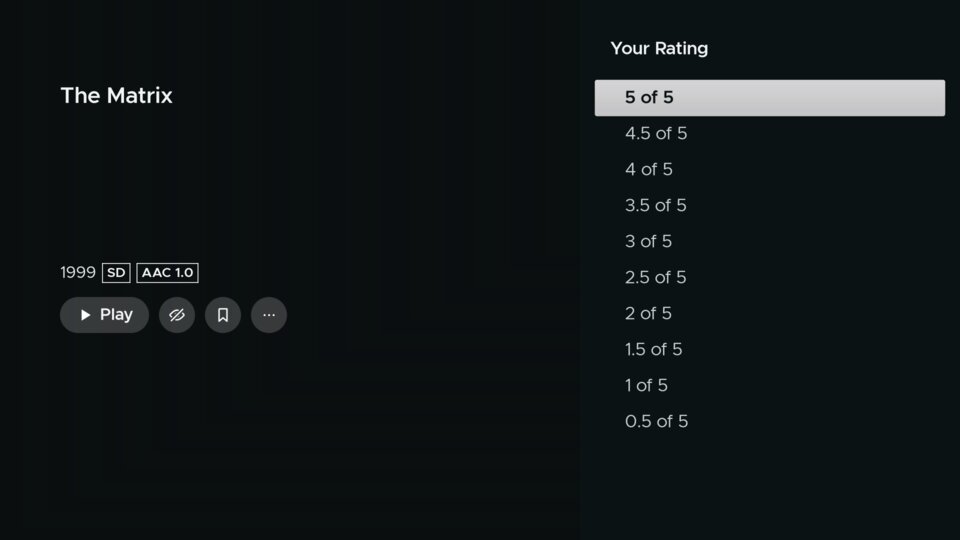 The Matrix
1999 SD AAC 1.0
Play
Your Rating
5 of 5
4.5 of 5
4 of 5
3.5 of 5
3 of 5
2.5 of 5
2 of 5
1.5 of 5
1 of 5
0.5 of 5